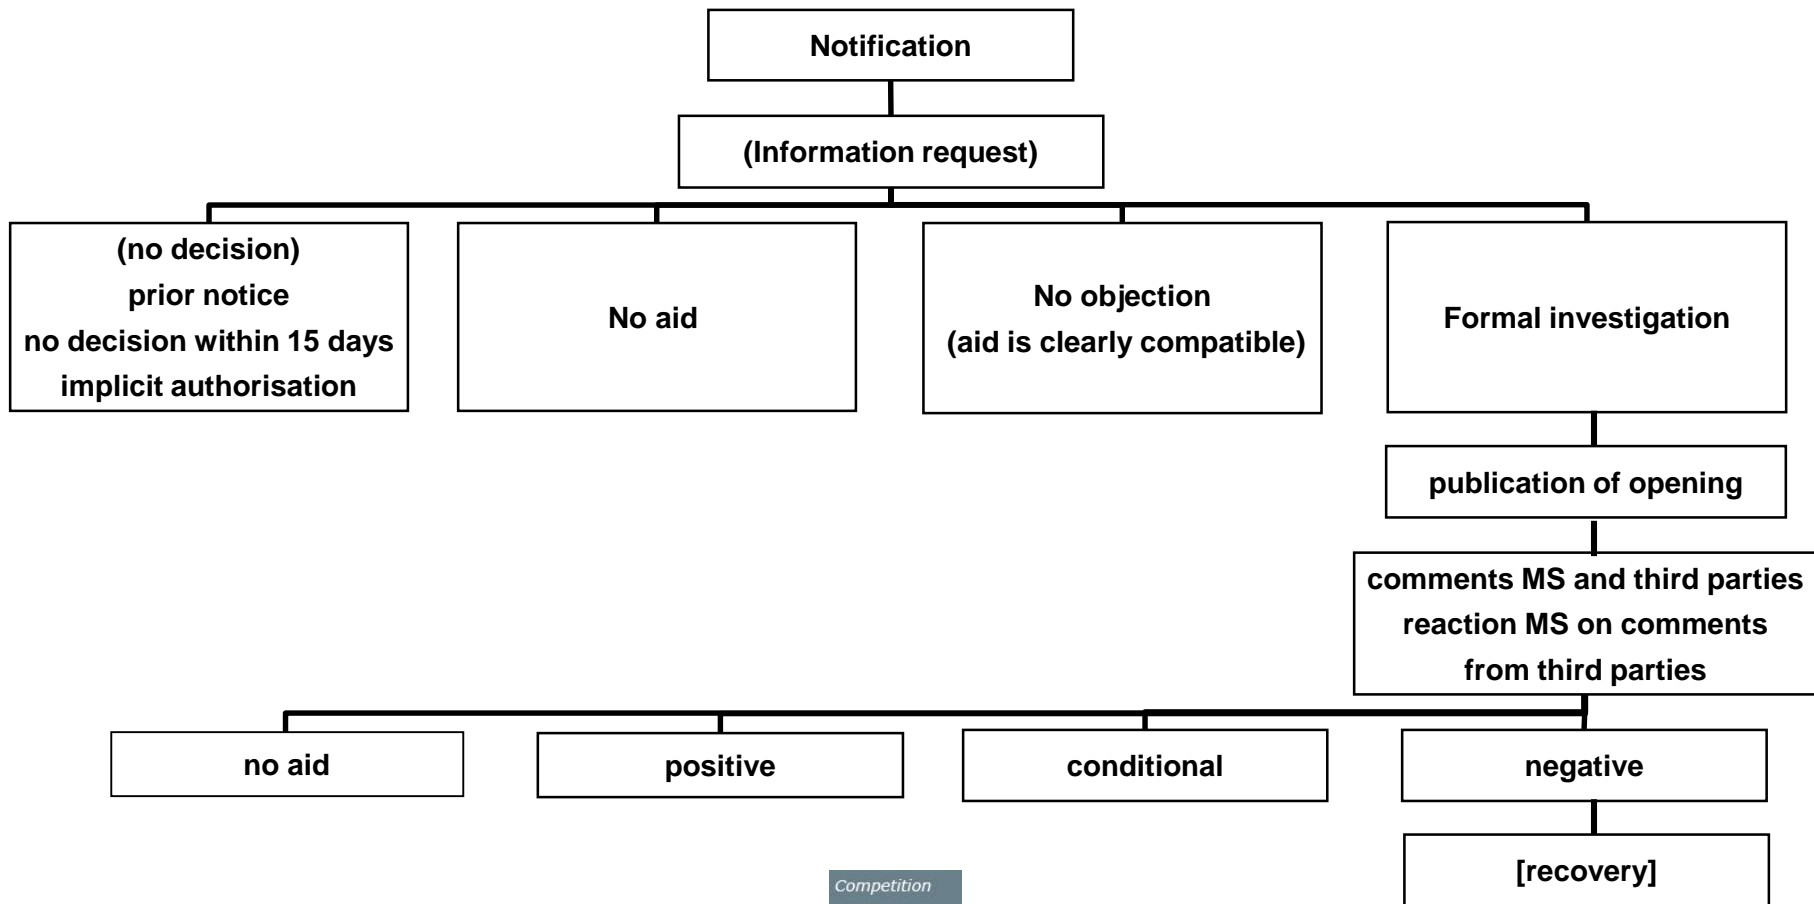 Notification
(Information request)
(no decision)
prior notice
no decision within 15 days
implicit authorisation
No aid
No objection
(aid is clearly compatible)
Formal investigation
publication of opening
comments MS and third parties
reaction MS on comments
from third parties
no aid
positive
conditional
negative
[recovery]
Competition